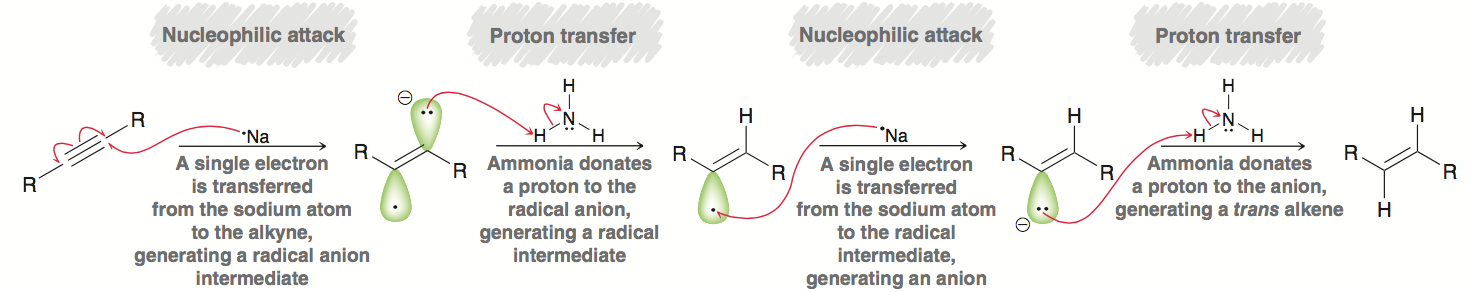 Nucleophilic attack
Proton transfer
Nucleophilic attack
Proton transfer
R
R
•Na
A single electron
is transferred
from the sodium atom
to the alkyne,
generating a radical anion
intermediate
⊖
R
R
H
N
H
H
Ammonia donates
a proton to the
radical anion,
generating a radical
intermediate
H
R
R
•Na
A single electron
is transferred
from the sodium atom
to the radical
intermediate,
generating an anion
H
R
R
⊖
H
N
H
H
Ammonia donates
a proton to the anion,
generating a trans alkene
H
R
R
H